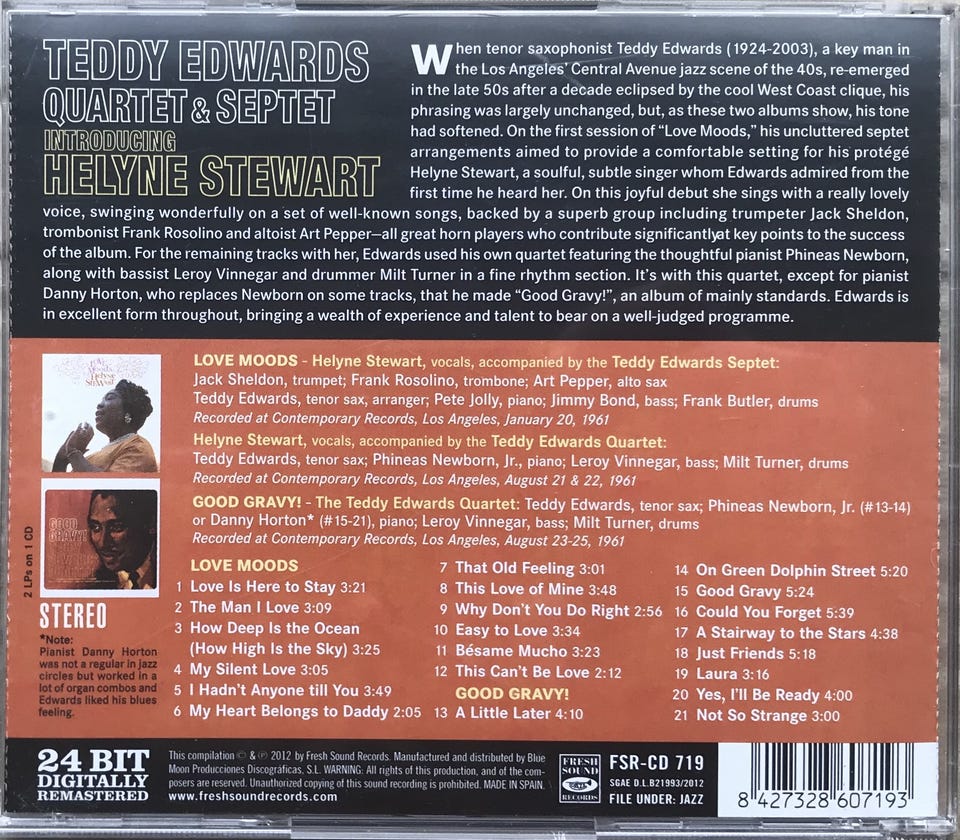 TEDDY EDWARDS
QUARTET & SEPTET
INTRODUCING
HELYNE STEWART
When tenor saxophonist Teddy Edwards (1924-2003), a key man in
the Los Angeles' Central Avenue jazz scene of the 40s, re-emerged
in the late 50s after a decade eclipsed by the cool West Coast clique, his
phrasing was largely unchanged, but, as these two albums show, his tone
had softened. On the first session of “Love Moods,” his uncluttered septet
arrangements aimed to provide a comfortable setting for his protégé
Helyne Stewart, a soulful, subtle singer whom Edwards admired from the
first time he heard her. On this joyful debut she sings with a really lovely
voice, swinging wonderfully on a set of well-known songs, backed by a superb group including trumpeter Jack Sheldon,
trombonist Frank Rosolino and altoist Art Pepper—all great horn players who contribute significantlyat key points to the success
of the album. For the remaining tracks with her, Edwards used his own quartet featuring the thoughtful pianist Phineas Newborn,
along with bassist Leroy Vinnegar and drummer Milt Turner in a fine rhythm section. It's with this quartet, except for pianist
Danny Horton, who replaces Newborn on some tracks, that he made “Good Gravy!”, an album of mainly standards. Edwards is
in excellent form throughout, bringing a wealth of experience and talent to bear on a well-judged programme.
LOVE MOODS - Helyne Stewart, vocals, accompanied by the Teddy Edwards Septet:
Jack Sheldon, trumpet; Frank Rosolino, trombone; Art Pepper, alto sax
Teddy Edwards, tenor sax, arranger; Pete Jolly, piano; Jimmy Bond, bass; Frank Butler, drums
Recorded at Contemporary Records, Los Angeles, January 20, 1961
Helyne Stewart, vocals, accompanied by the Teddy Edwards Quartet:
Teddy Edwards, tenor sax; Phineas Newborn, Jr., piano; Leroy Vinnegar, bass; Milt Turner, drums
Recorded at Contemporary Records, Los Angeles, August 21 & 22, 1961
GOOD GRAVY! - The Teddy Edwards Quartet: Teddy Edwards, tenor sax; Phineas Newborn, Jr. (#13-14)
or Danny Horton* (#15-21), piano; Leroy Vinnegar, bass; Milt Turner, drums
Recorded at Contemporary Records, Los Angeles, August 23-25, 1961
Love Moods
Helyne Stewart
GOOD GRAVY!
2 LPs on 1 CD
STEREO
*Note:
Pianist Danny Horton
was not a regular in jazz
circles but worked in a
lot of organ combos and
Edwards liked his blues
feeling.
LOVE MOODS
1 Love Is Here to Stay 3:21
2 The Man I Love 3:09
3 How Deep Is the Ocean
(How High Is the Sky) 3:25
4 My Silent Love 3:05
5 I Hadn't Anyone till You 3:49
6 My Heart Belongs to Daddy 2:05
7 That Old Feeling 3:01
8 This Love of Mine 3:48
9 Why Don't You Do Right 2:56
10 Easy to Love 3:34
11 Bésame Mucho 3:23
12 This Can't Be Love 2:12
GOOD GRAVY!
13 A Little Later 4:10
14 On Green Dolphin Street 5:20
15 Good Gravy 5:24
16 Could You Forget 5:39
17 A Stairway to the Stars 4:38
18 Just Friends 5:18
19 Laura 3:16
20 Yes, I'll Be Ready 4:00
21 Not So Strange 3:00
24 BIT
DIGITALLY
REMASTERED
This compilation © & ℗ 2012 by Fresh Sound Records. Manufactured and distributed by Blue
Moon Producciones Discográficas, S.L. WARNING: All rights of this production, and of the com-
posers are reserved. Unauthorized copying of this sound recording is prohibited. MADE IN SPAIN.
www.freshsoundrecords.com
FRESH
SOUND
RECORDS
FSR-CD 719
SGAE D.L.B21993/2012
FILE UNDER: JAZZ
8 427328 607193